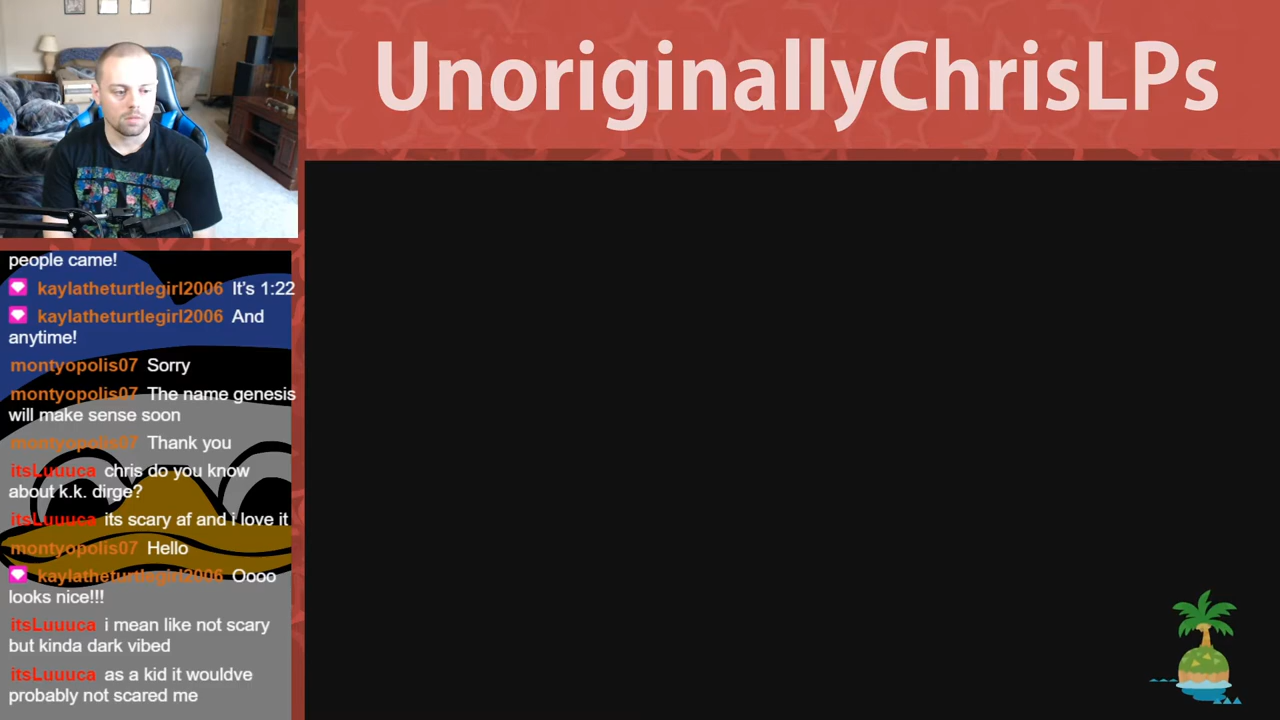 UnoriginallyChrisLPs
people came!
kaylatheturtlegirl2006 It's 1:22
kaylatheturtlegirl2006 And
anytime!
montyopolis07 Sorry
montyopolis07 The name genesis
will make sense soon
montyopolis07 Thank you
itsLuuuca chris do you know
about k.k. dirge?
itsLuuuca its scary af and i love it
montyopolis07 Hello
kaylatheturtlegirl2006 Oooo
looks nice!!!
itsLuuuca i mean like not scary
but kinda dark vibed
itsLuuuca as a kid it wouldve
probably not scared me